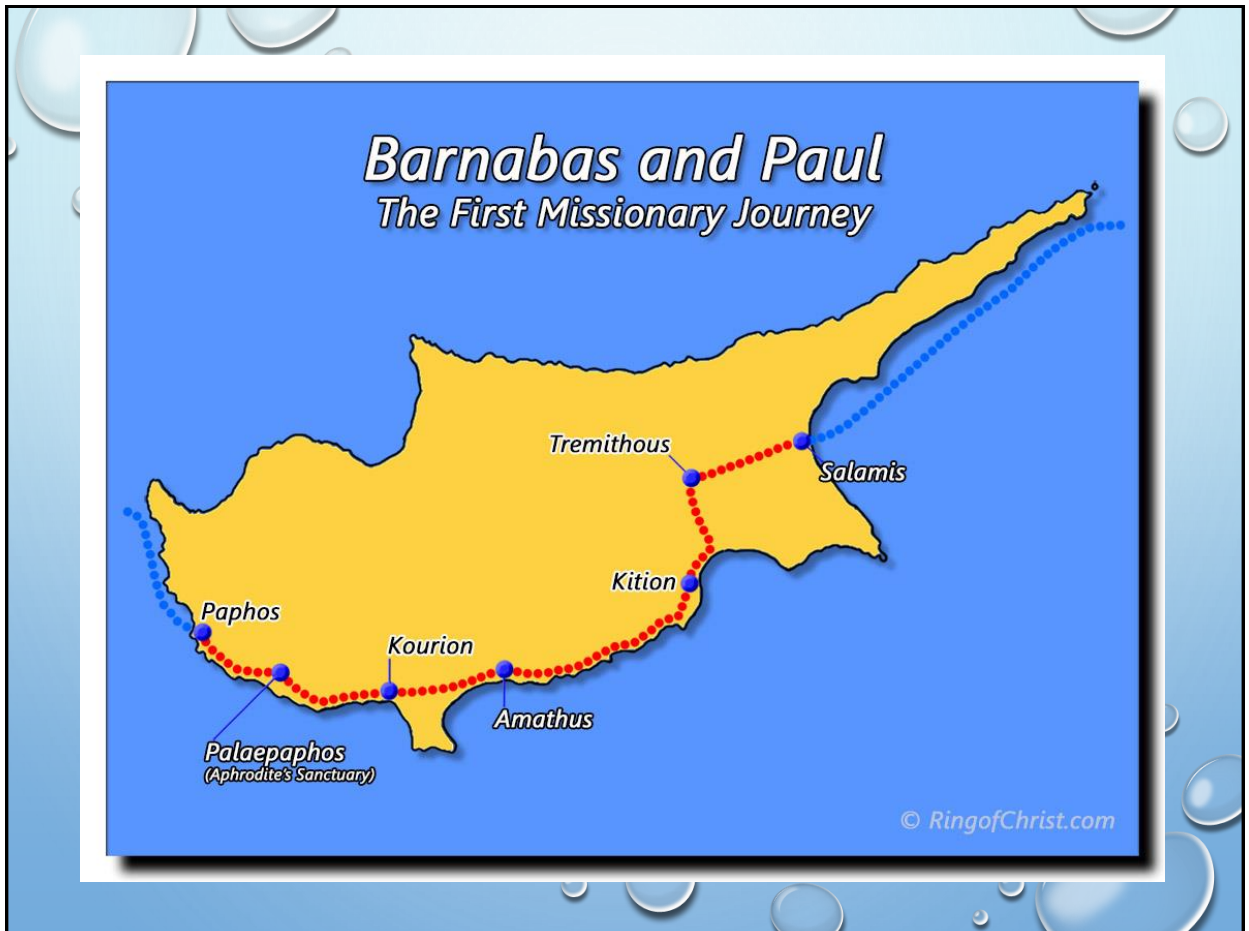 Barnabas and Paul
The First Missionary Journey
Tremithous
Salamis
Kition
Paphos
Kourion
Amathus
Palaepaphos
(Aphrodite's Sanctuary)
© RingofChrist.com